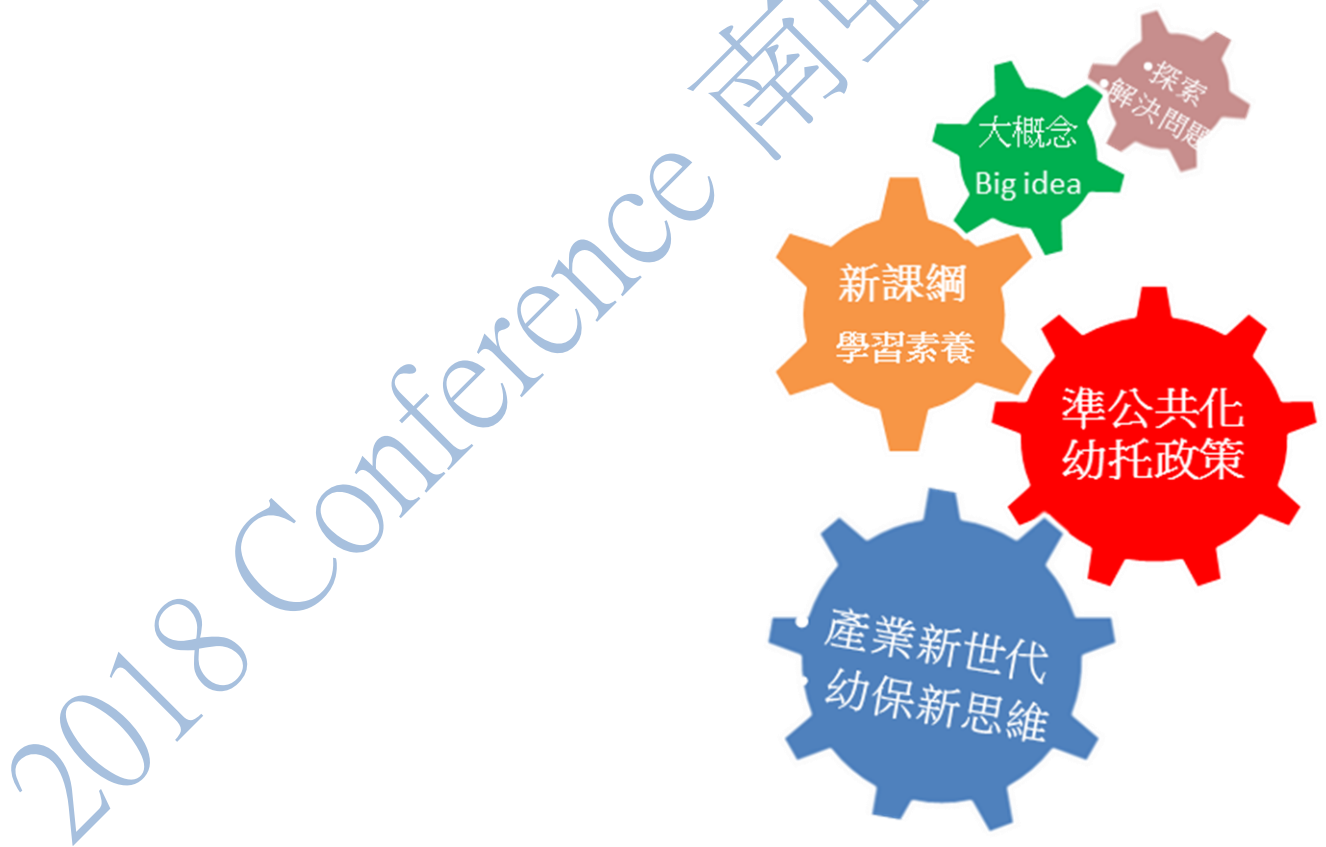 •探索
•解決問題
大概念
Big idea
新課綱
學習素養
準公共化
幼托政策
• 產業新世代
• 幼保新思維
2018 Conference 南